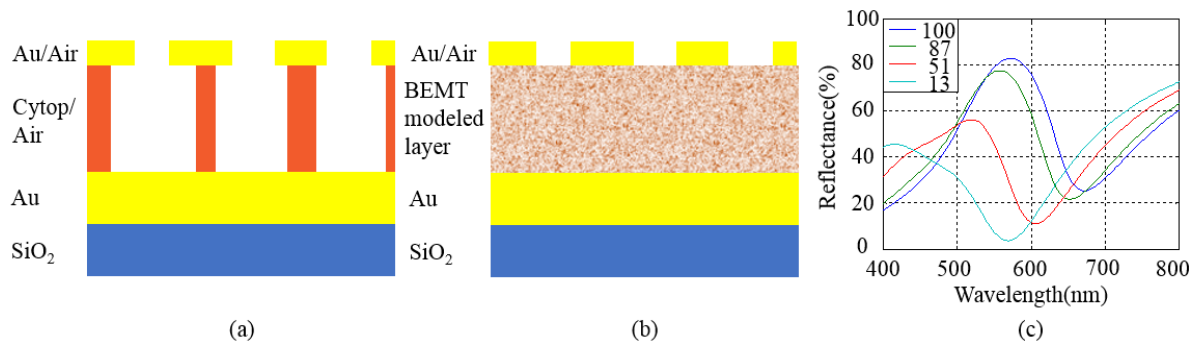 Au/Air
Cytop/
Air
Au
SiO₂
(a)
Au/Air
BEMT
modeled
layer
Au
SiO₂
(b)
100
80
60
40
20
0
Reflectance(%)
100
87
51
13
400 500 600 700 800
Wavelength(nm)
(c)